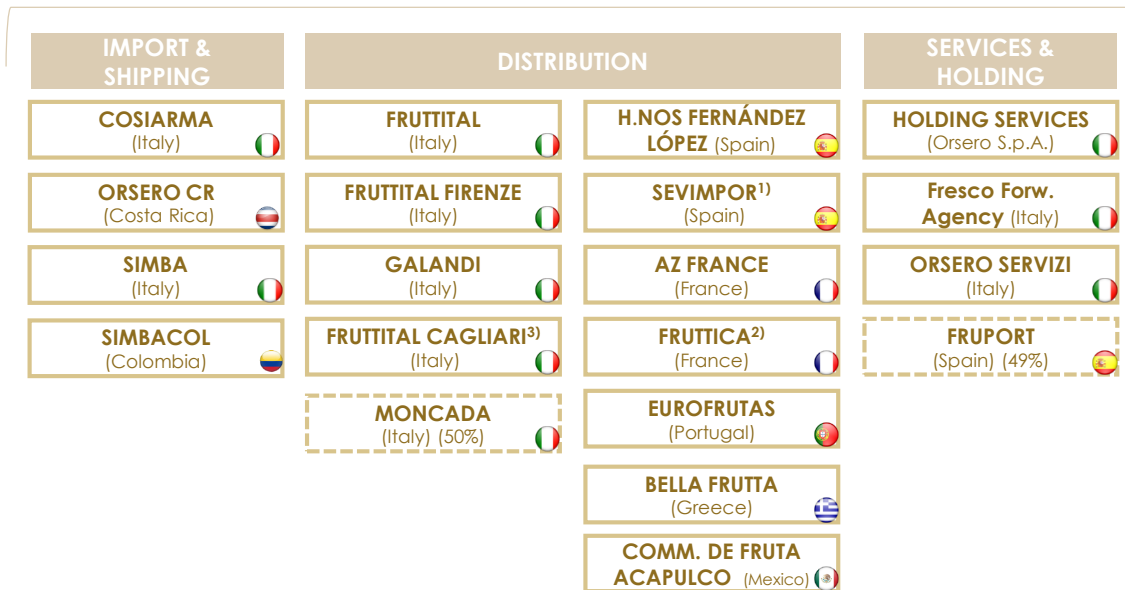 IMPORT &
SHIPPING
COSIARMA
(Italy)
ORSERO CR
(Costa Rica)
SIMBA
(Italy)
SIMBACOL
(Colombia)
DISTRIBUTION
FRUTTITAL
(Italy)
FRUTTITAL FIRENZE
(Italy)
GALANDI
(Italy)
FRUTTITAL CAGLIARI³⁾
(Italy)
MONCADA
(Italy) (50%)
H.NOS FERNÁNDEZ
LÓPEZ (Spain)
SEVIMPOR¹⁾
(Spain)
AZ FRANCE
(France)
FRUTTICA²⁾
(France)
EUROFRUTAS
(Portugal)
BELLA FRUTTA
(Greece)
COMM. DE FRUTA
ACAPULCO (Mexico)
SERVICES &
HOLDING
HOLDING SERVICES
(Orsero S.p.A.)
Fresco Forw.
Agency (Italy)
ORSERO SERVIZI
(Italy)
FRUPORT
(Spain) (49%)